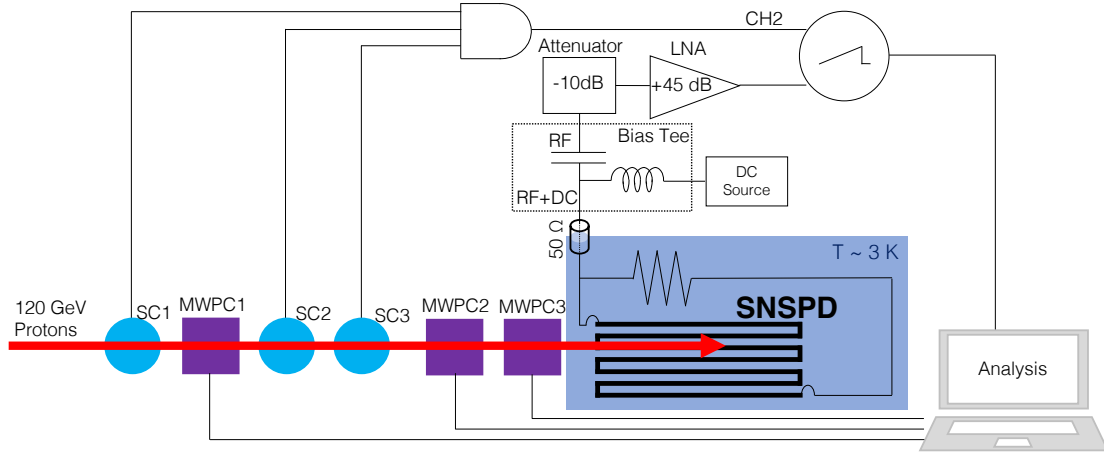 CH2
Attenuator
LNA
-10dB
+45 dB
Bias Tee
RF
DC
Source
RF+DC
50 Ω
T ~ 3 K
120 GeV
Protons
SC1
MWPC1
SC2
SC3
MWPC2
MWPC3
SNSPD
Analysis